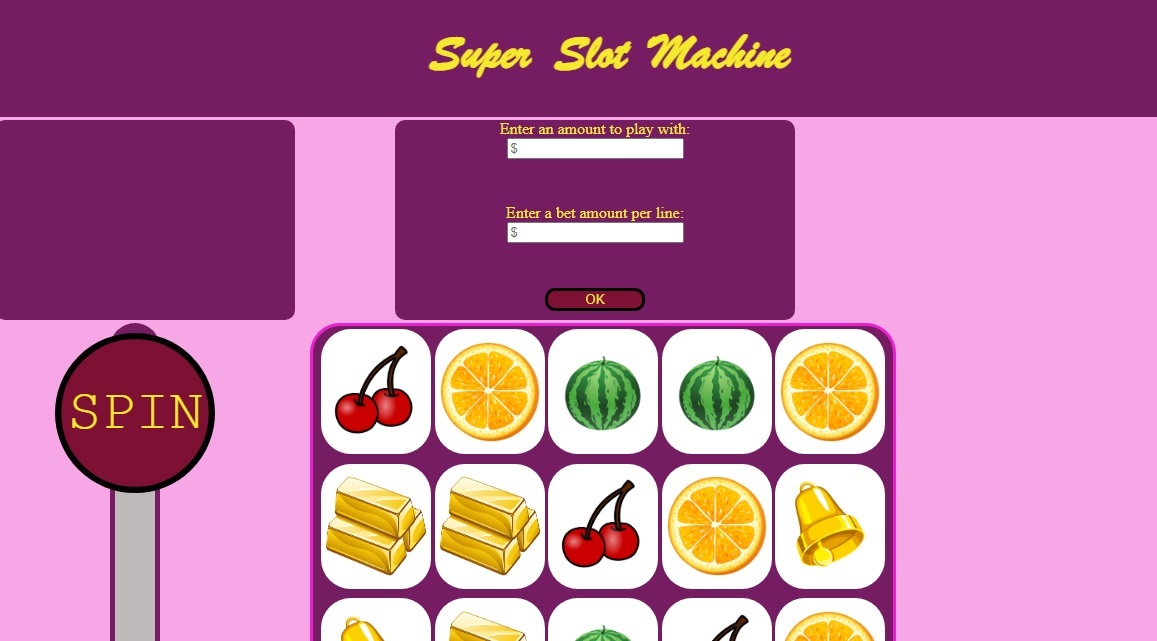 Super Slot Machine
Enter an amount to play with:
$
Enter a bet amount per line:
$
OK
SPIN